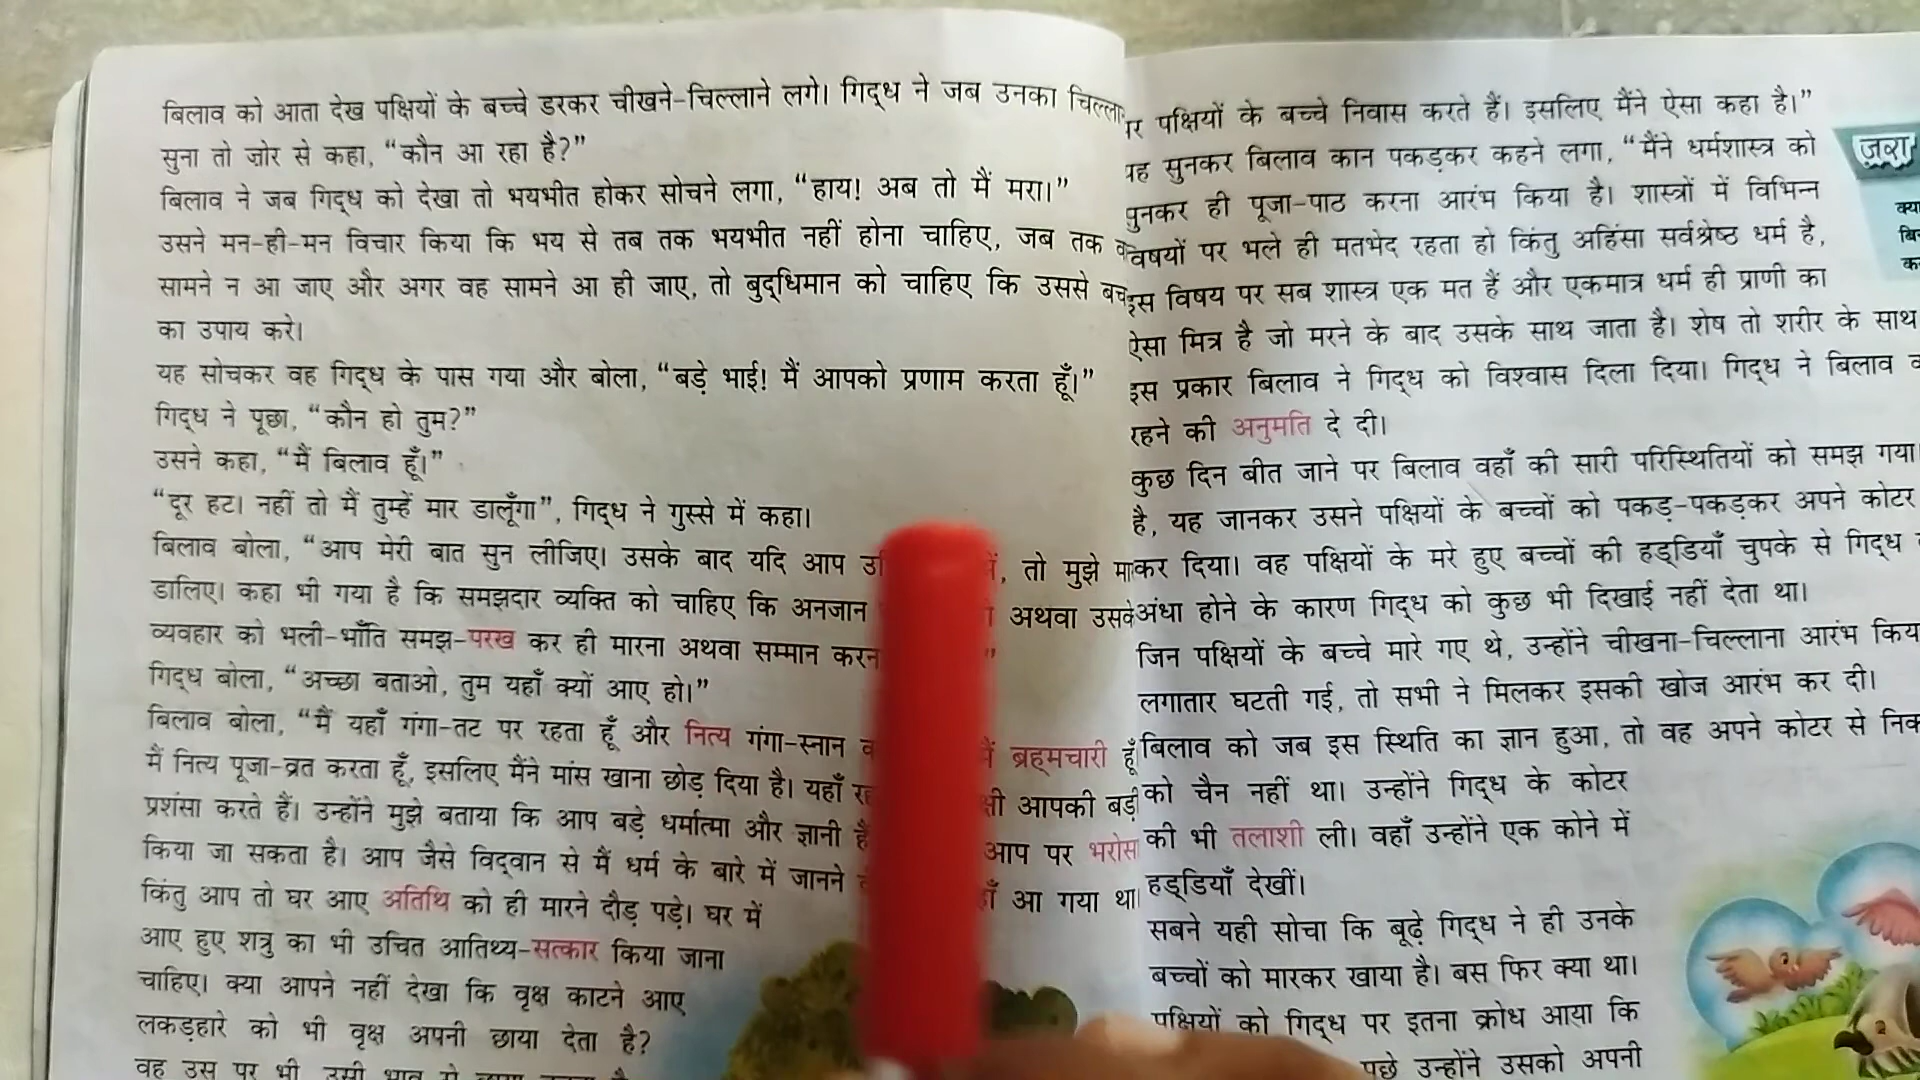 बिलाव को आता देख पक्षियों के बच्चे डरकर चीखने-चिल्लाने लगे। गिद्ध ने जब उनका
सुना तो ज़ोर से कहा, “कौन आ रहा है?”
बिलाव ने जब गिद्ध को देखा तो भयभीत होकर सोचने लगा, “हाय! अब तो मैं मरा।”
उसने मन-ही-मन विचार किया कि भय से तब तक भयभीत नहीं होना चाहिए, जब तक
सामने न आ जाए और अगर वह सामने आ ही जाए, तो बुद्धिमान को चाहिए कि उससे
का उपाय करे।
यह सोचकर वह गिद्ध के पास गया और बोला, “बड़े भाई! मैं आपको प्रणाम करता हूँ।”
गिद्ध ने पूछा, “कौन हो तुम?”
उसने कहा, “मैं बिलाव हूँ।”
“दूर हट। नहीं तो मैं तुम्हें मार डालूँगा”, गिद्ध ने गुस्से में कहा।
बिलाव बोला, “आप मेरी बात सुन लीजिए। उसके बाद यदि आप तो मुझे
डालिए। कहा भी गया है कि समझदार व्यक्ति को चाहिए कि अनजान अथवा
व्यवहार को भली-भाँति समझ-परख कर ही मारना अथवा सम्मान
गिद्ध बोला, “अच्छा बताओ, तुम यहाँ क्यों आए हो।”
बिलाव बोला, “मैं यहाँ गंगा-तट पर रहता हूँ और नित्य गंगा-स्नान ब्रह्मचारी हूँ
मैं नित्य पूजा-व्रत करता हूँ, इसलिए मैंने मांस खाना छोड़ दिया है। यहाँ आपकी
प्रशंसा करते हैं। उन्होंने मुझे बताया कि आप बड़े धर्मात्मा और ज्ञानी आप पर
किया जा सकता है। आप जैसे विद्वान से मैं धर्म के बारे में जानने आ गया था
किंतु आप तो घर आए अतिथि को ही मारने दौड़ पड़े। घर में
आए हुए शत्रु का भी उचित आतिथ्य-सत्कार किया जाना
चाहिए। क्या आपने नहीं देखा कि वृक्ष काटने आए
लकड़हारे को भी वृक्ष अपनी छाया देता है?
वह उस पर भी
पक्षियों के बच्चे निवास करते हैं। इसलिए मैंने ऐसा कहा है।”
यह सुनकर बिलाव कान पकड़कर कहने लगा, “मैंने धर्मशास्त्र को
ही पूजा-पाठ करना आरंभ किया है। शास्त्रों में विभिन्न
पर भले ही मतभेद रहता हो किंतु अहिंसा सर्वश्रेष्ठ धर्म है,
इस विषय पर सब शास्त्र एक मत हैं और एकमात्र धर्म ही प्राणी का
ऐसा मित्र है जो मरने के बाद उसके साथ जाता है। शेष तो शरीर के साथ
इस प्रकार बिलाव ने गिद्ध को विश्वास दिला दिया। गिद्ध ने बिलाव
रहने की अनुमति दे दी।
कुछ दिन बीत जाने पर बिलाव वहाँ की सारी परिस्थितियों को समझ गया।
है, यह जानकर उसने पक्षियों के बच्चों को पकड़-पकड़कर अपने कोटर
कर दिया। वह पक्षियों के मरे हुए बच्चों की हड्डियाँ चुपके से गिद्ध
अंधा होने के कारण गिद्ध को कुछ भी दिखाई नहीं देता था।
जिन पक्षियों के बच्चे मारे गए थे, उन्होंने चीखना-चिल्लाना आरंभ
लगातार घटती गई, तो सभी ने मिलकर इसकी खोज आरंभ कर दी।
बिलाव को जब इस स्थिति का ज्ञान हुआ, तो वह अपने कोटर से
को चैन नहीं था। उन्होंने गिद्ध के कोटर
की भी तलाशी ली। वहाँ उन्होंने एक कोने में
हड्डियाँ देखीं।
सबने यही सोचा कि बूढ़े गिद्ध ने ही उनके
बच्चों को मारकर खाया है। बस फिर क्या था।
पक्षियों को गिद्ध पर इतना क्रोध आया कि
उन्होंने उसको अपनी
ज़रा